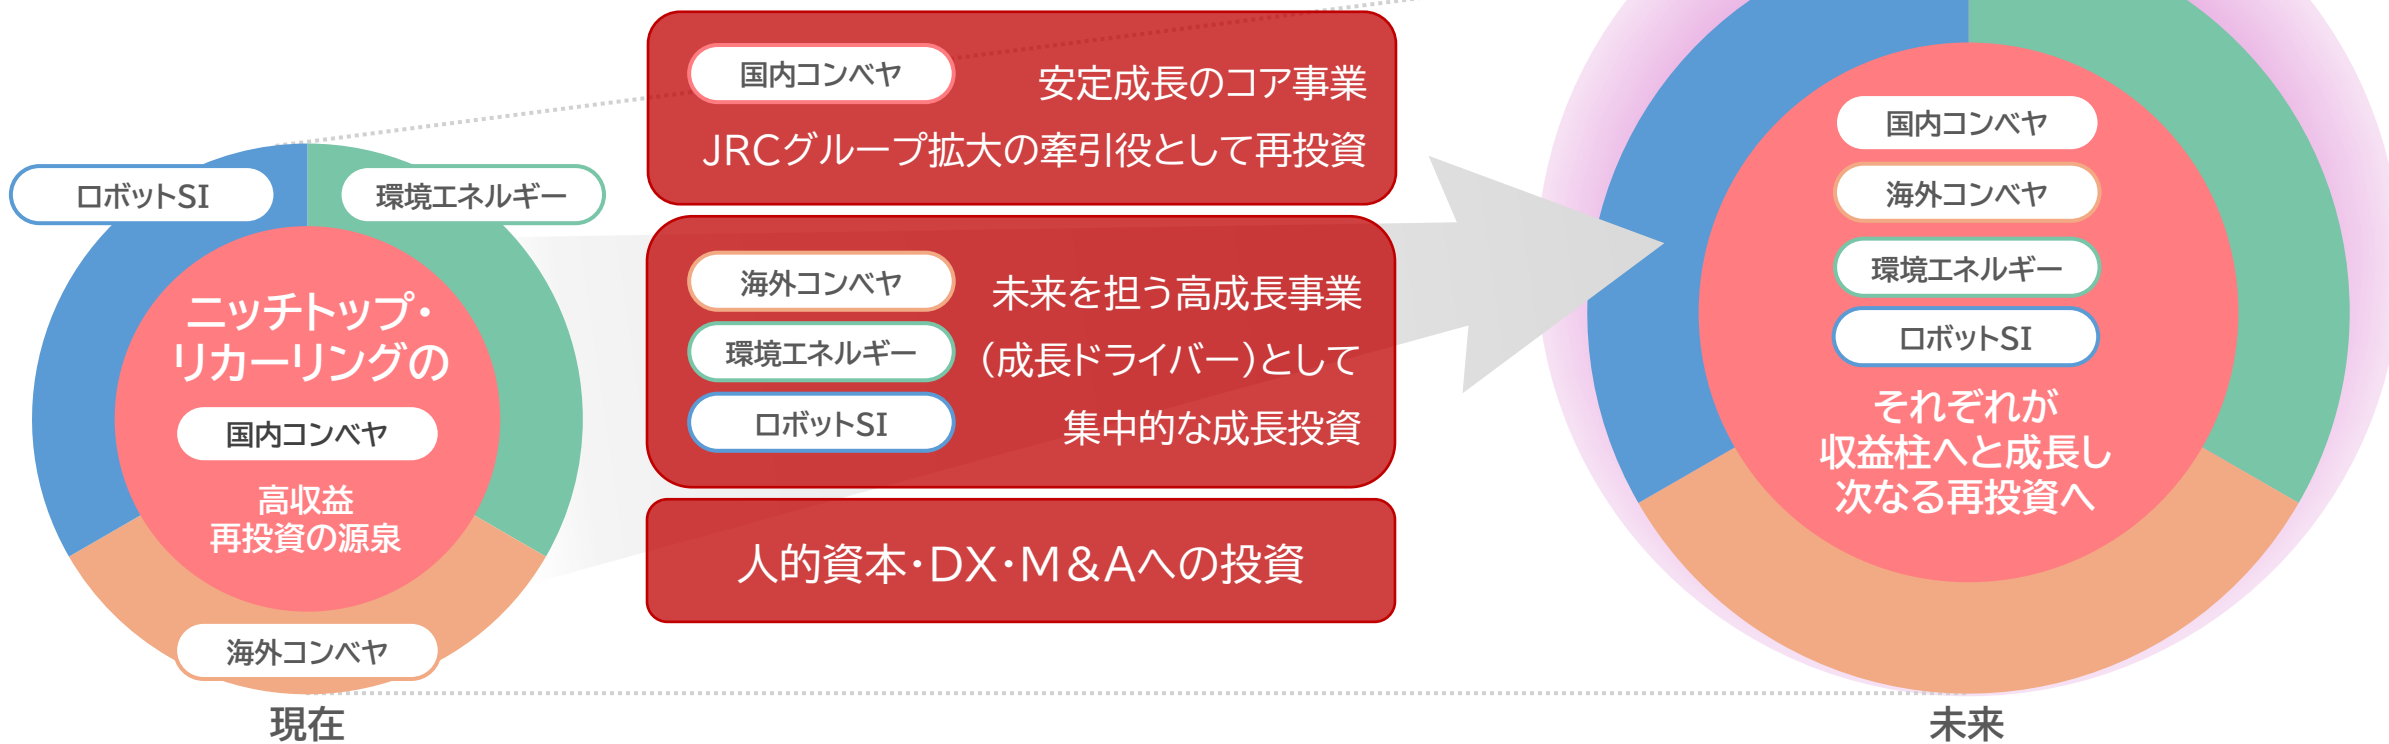 ロボットSI
環境エネルギー
ニッチトップ・
リカーリングの
国内コンベヤ
高収益
再投資の源泉
海外コンベヤ
現在
国内コンベヤ
安定成長のコア事業
JRCグループ拡大の牽引役として再投資
海外コンベヤ
環境エネルギー
ロボットSI
未来を担う高成長事業
（成長ドライバー）として
集中的な成長投資
人的資本・DX・M＆Aへの投資
国内コンベヤ
海外コンベヤ
環境エネルギー
ロボットSI
それぞれが
収益柱へと成長し
次なる再投資へ
未来